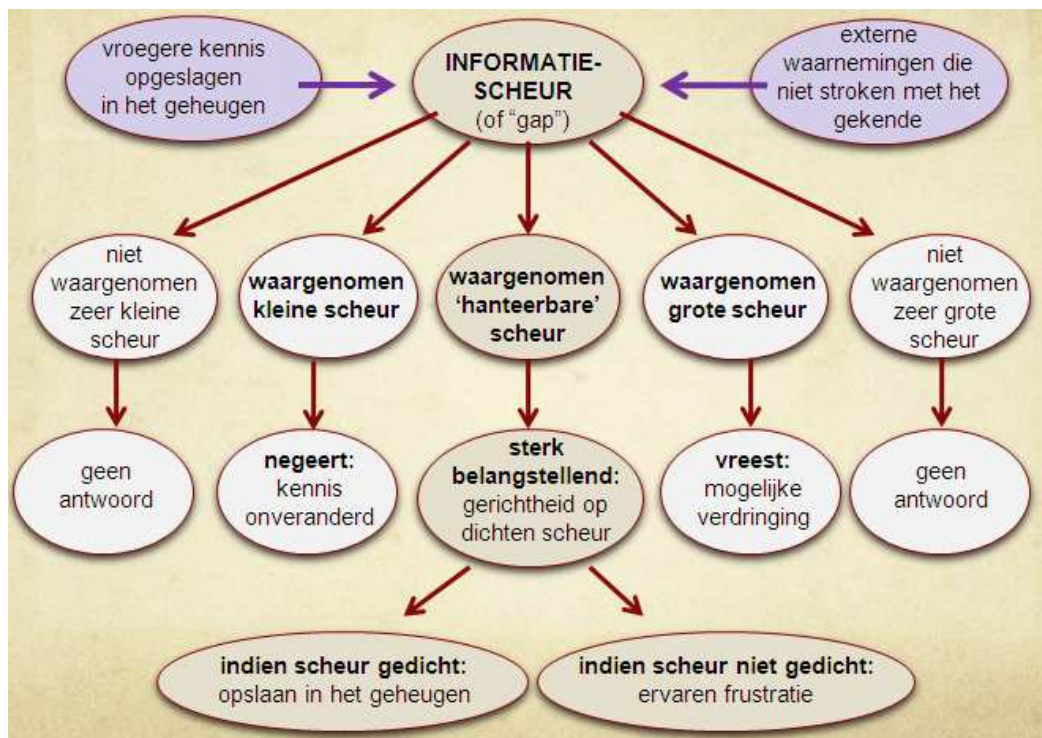 vroegere kennis
opgeslagen
in het geheugen
INFORMATIE-
SCHEUR
(of “gap”)
externe
waarnemingen die
niet stroken met het
gekende
niet
waargenomen
zeer kleine
scheur
waargenomen
kleine scheur
waargenomen
‘hanteerbare’
scheur
waargenomen
grote scheur
niet
waargenomen
zeer grote
scheur
geen
antwoord
negeert:
kennis
onveranderd
sterk
belangstellend:
gerichtheid op
dichten scheur
vreest:
mogelijke
verdringing
geen
antwoord
indien scheur gedicht:
opslaan in het geheugen
indien scheur niet gedicht:
ervaren frustratie